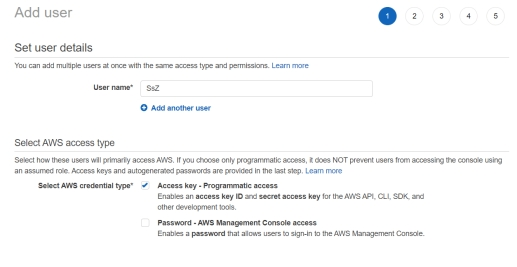 Add user
1 2 3 4 5
Set user details
You can add multiple users at once with the same access type and permissions. Learn more
User name* SsZ
Add another user
Select AWS access type
Select how these users will primarily access AWS. If you choose only programmatic access, it does NOT prevent users from accessing the console using
an assumed role. Access keys and autogenerated passwords are provided in the last step. Learn more
Select AWS credential type* Access key - Programmatic access
Enables an access key ID and secret access key for the AWS API, CLI, SDK, and
other development tools.
Password - AWS Management Console access
Enables a password that allows users to sign-in to the AWS Management Console.